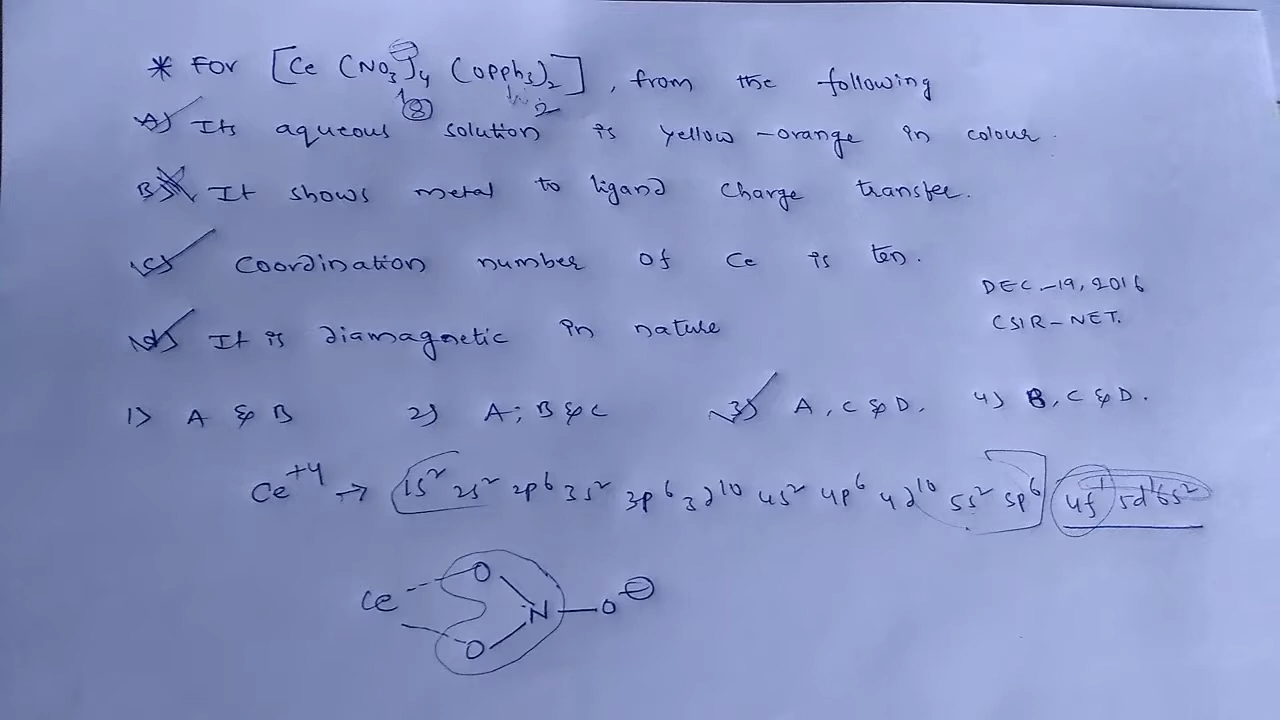 * FOR [Ce (NO3⊖)4 (OPPh3)2], from the following
⑧ 2
A) Its aqueous solution is yellow-orange in colour.
B) It shows metal to ligand charge transfer.
C) Coordination number of Ce is ten.
D) It is diamagnetic in nature
DEC-19, 2016
CSIR-NET.
1) A & B 2) A, B & C 3) A, C & D. 4) B, C & D.
Ce+4 → 1s2 2s2 2p6 3s2 3p6 3d10 4s2 4p6 4d10 5s2 5p6 4f1 5d1 6s2
O
Ce N—O⊖
O